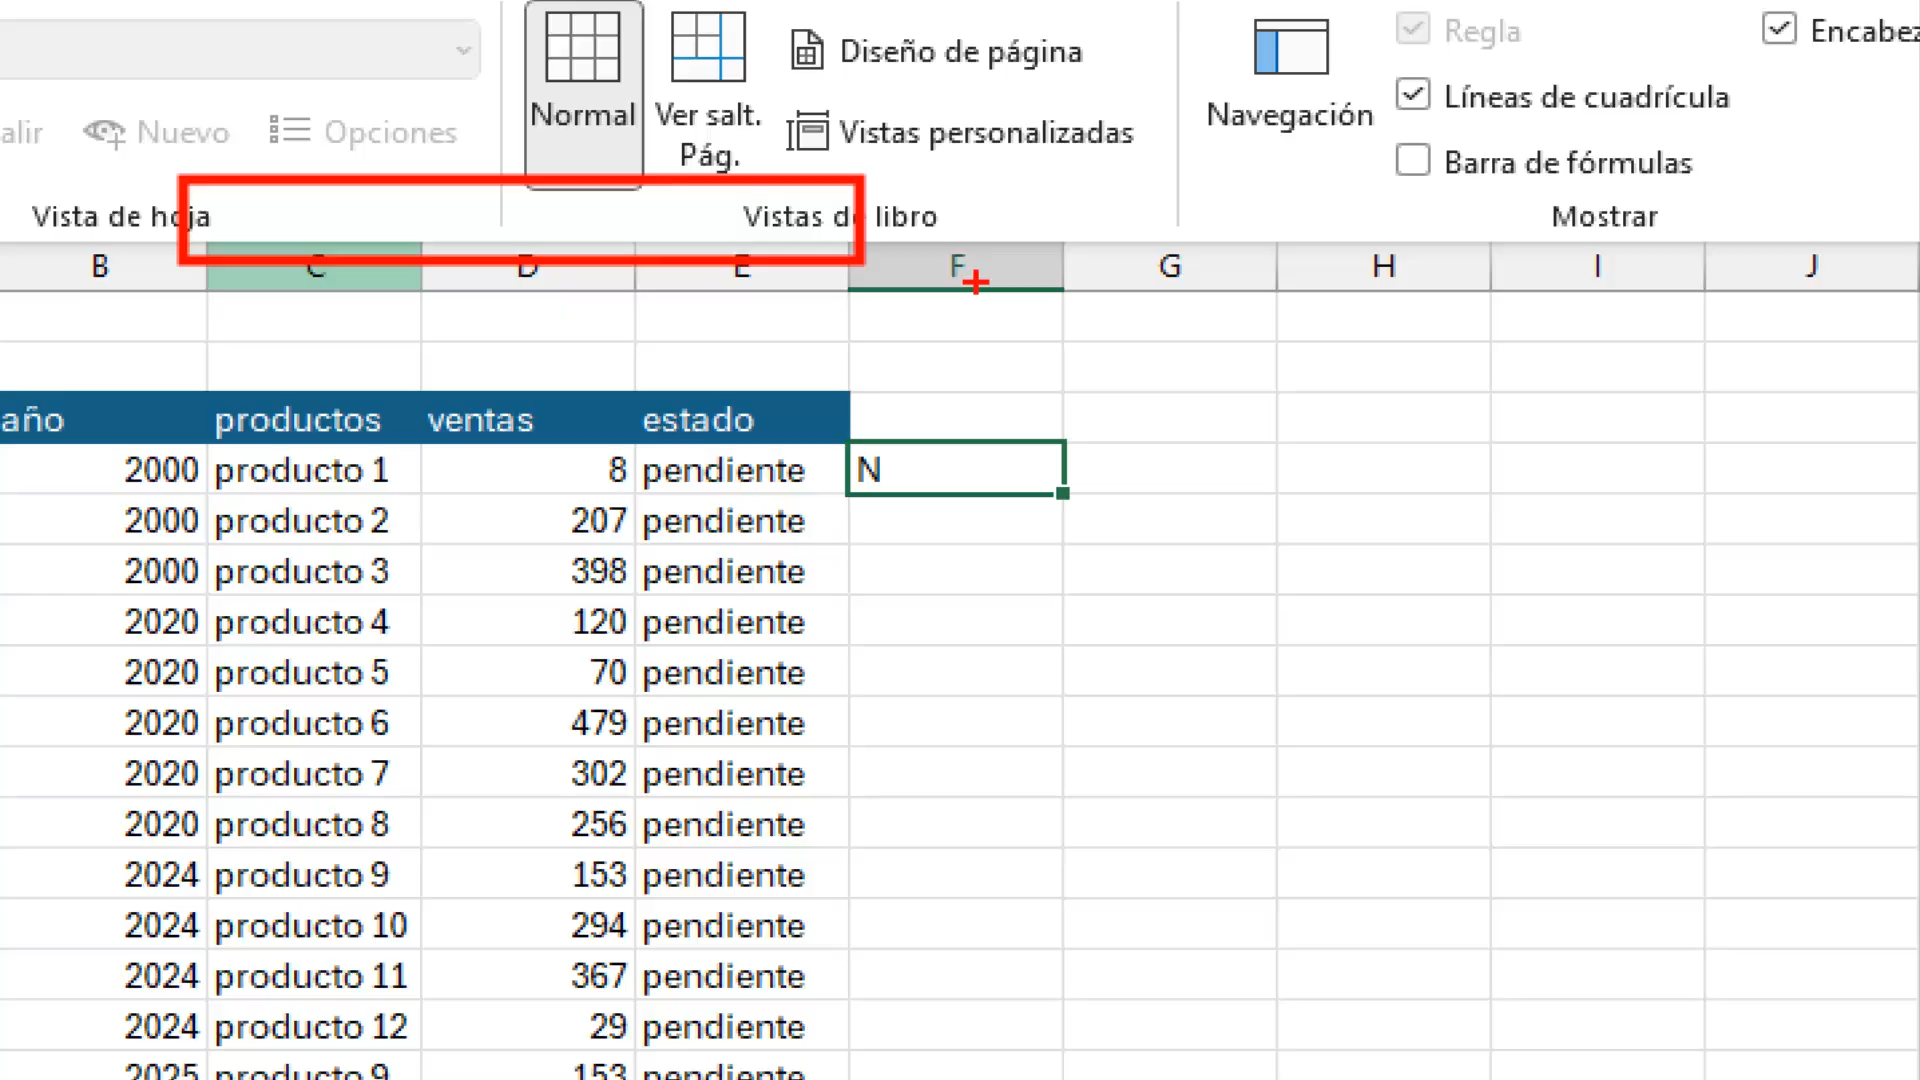 Normal
Ver salt.
Pág.
Diseño de página
Vistas personalizadas
Navegación
Regla
Encabez
Líneas de cuadrícula
Barra de fórmulas
alir
Nuevo
Opciones
Vista de hoja
Vistas de libro
Mostrar
B C D E F G H I J
año productos ventas estado
2000 producto 1 8 pendiente N
2000 producto 2 207 pendiente
2000 producto 3 398 pendiente
2020 producto 4 120 pendiente
2020 producto 5 70 pendiente
2020 producto 6 479 pendiente
2020 producto 7 302 pendiente
2020 producto 8 256 pendiente
2024 producto 9 153 pendiente
2024 producto 10 294 pendiente
2024 producto 11 367 pendiente
2024 producto 12 29 pendiente
2025 producto 9 153 pendiente